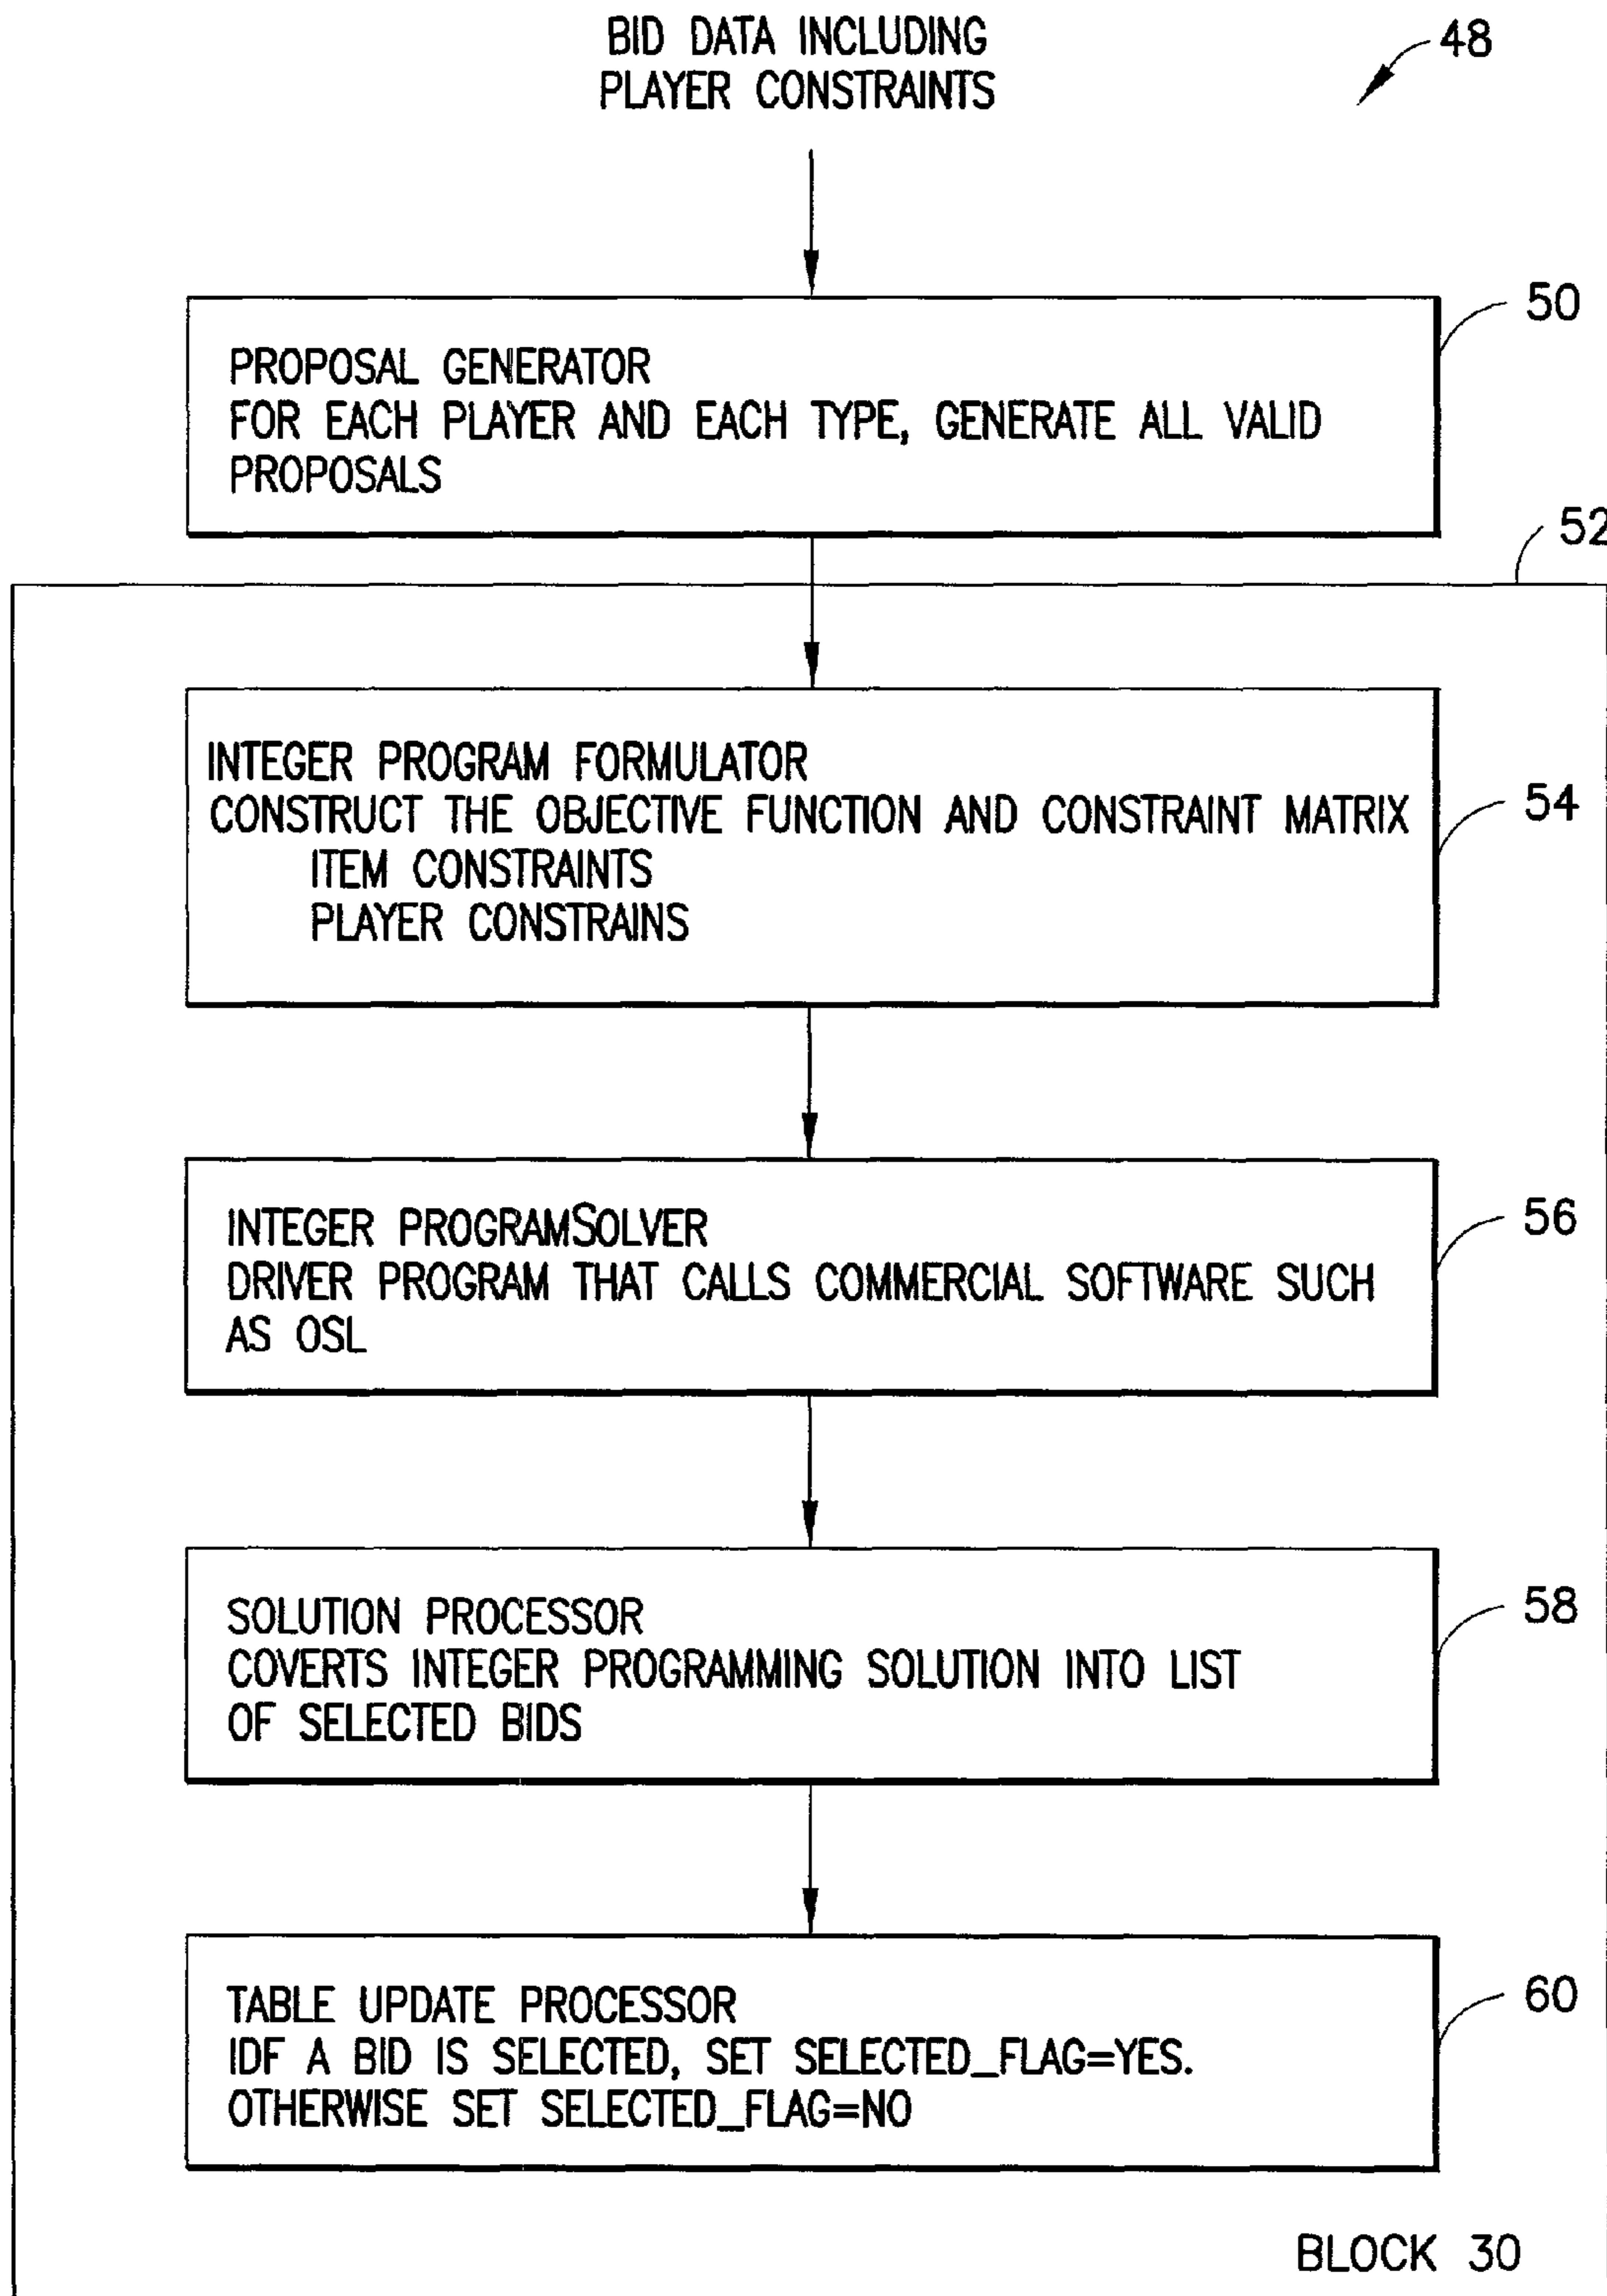 BID DATA INCLUDING
PLAYER CONSTRAINTS
48
50
PROPOSAL GENERATOR
FOR EACH PLAYER AND EACH TYPE, GENERATE ALL VALID
PROPOSALS
52
INTEGER PROGRAM FORMULATOR
CONSTRUCT THE OBJECTIVE FUNCTION AND CONSTRAINT MATRIX
ITEM CONSTRAINTS
PLAYER CONSTRAINS
54
INTEGER PROGRAMSOLVER
DRIVER PROGRAM THAT CALLS COMMERCIAL SOFTWARE SUCH
AS OSL
56
SOLUTION PROCESSOR
COVERTS INTEGER PROGRAMMING SOLUTION INTO LIST
OF SELECTED BIDS
58
TABLE UPDATE PROCESSOR
IDF A BID IS SELECTED, SET SELECTED_FLAG=YES.
OTHERWISE SET SELECTED_FLAG=NO
60
BLOCK 30